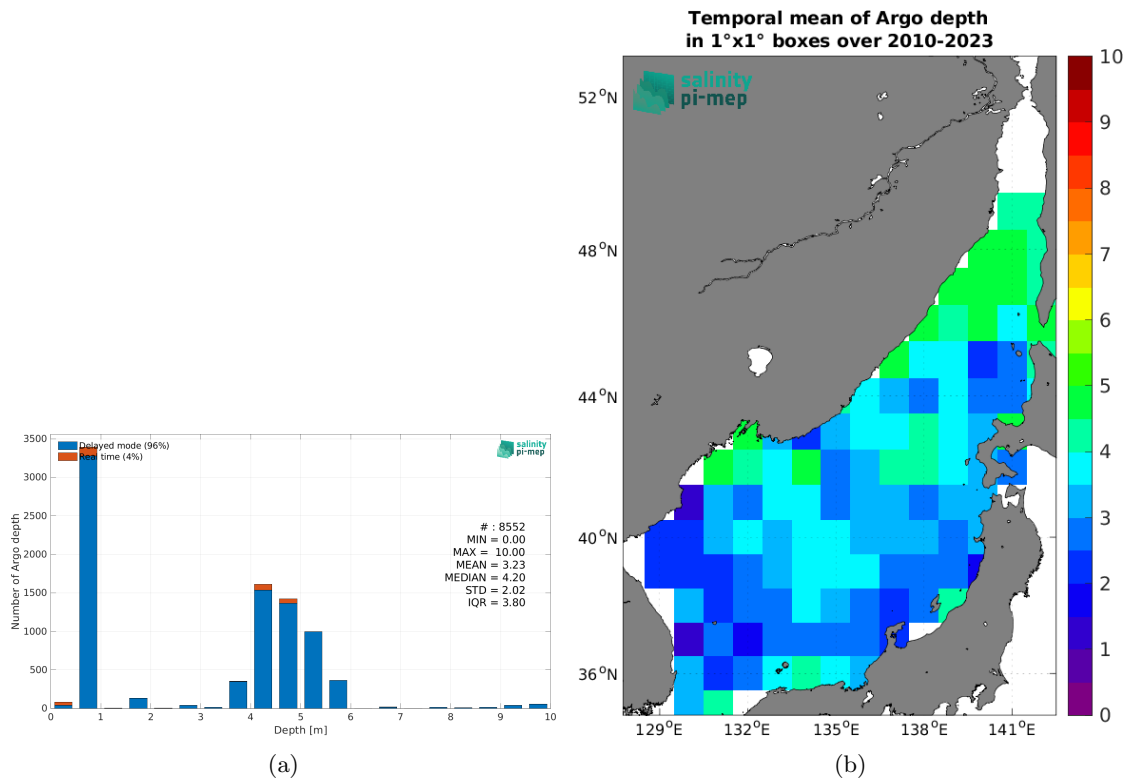 Temporal mean of Argo depth
in 1°x1° boxes over 2010-2023
salinity
pi-mep
52°N
48°N
44°N
40°N
36°N
129°E
132°E
135°E
138°E
141°E
10
9
8
7
6
5
4
3
2
1
0
(b)
Delayed mode (96%)
Real time (4%)
salinity
pi-mep
# : 8552
MIN = 0.00
MAX = 10.00
MEAN = 3.23
MEDIAN = 4.20
STD = 2.02
IQR = 3.80
Number of Argo depth
3500
3000
2500
2000
1500
1000
500
0
0
1
2
3
4
5
6
7
8
9
10
Depth [m]
(a)